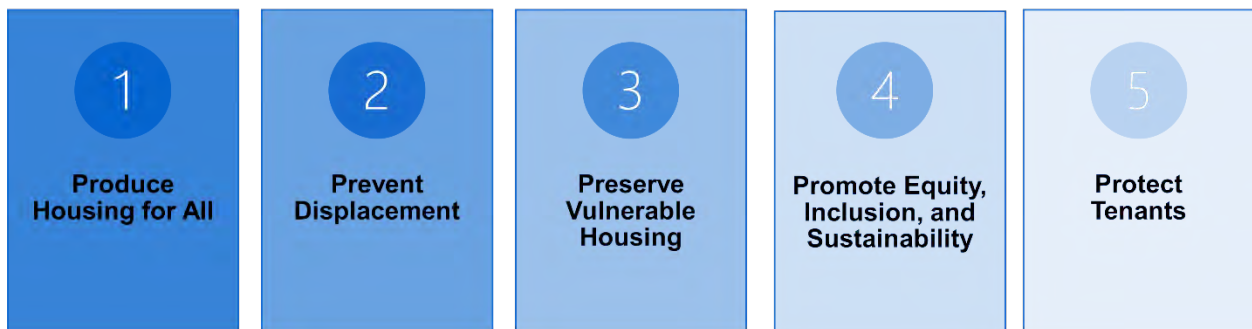 1
Produce
Housing for All
2
Prevent
Displacement
3
Preserve
Vulnerable
Housing
4
Promote Equity,
Inclusion, and
Sustainability
5
Protect
Tenants